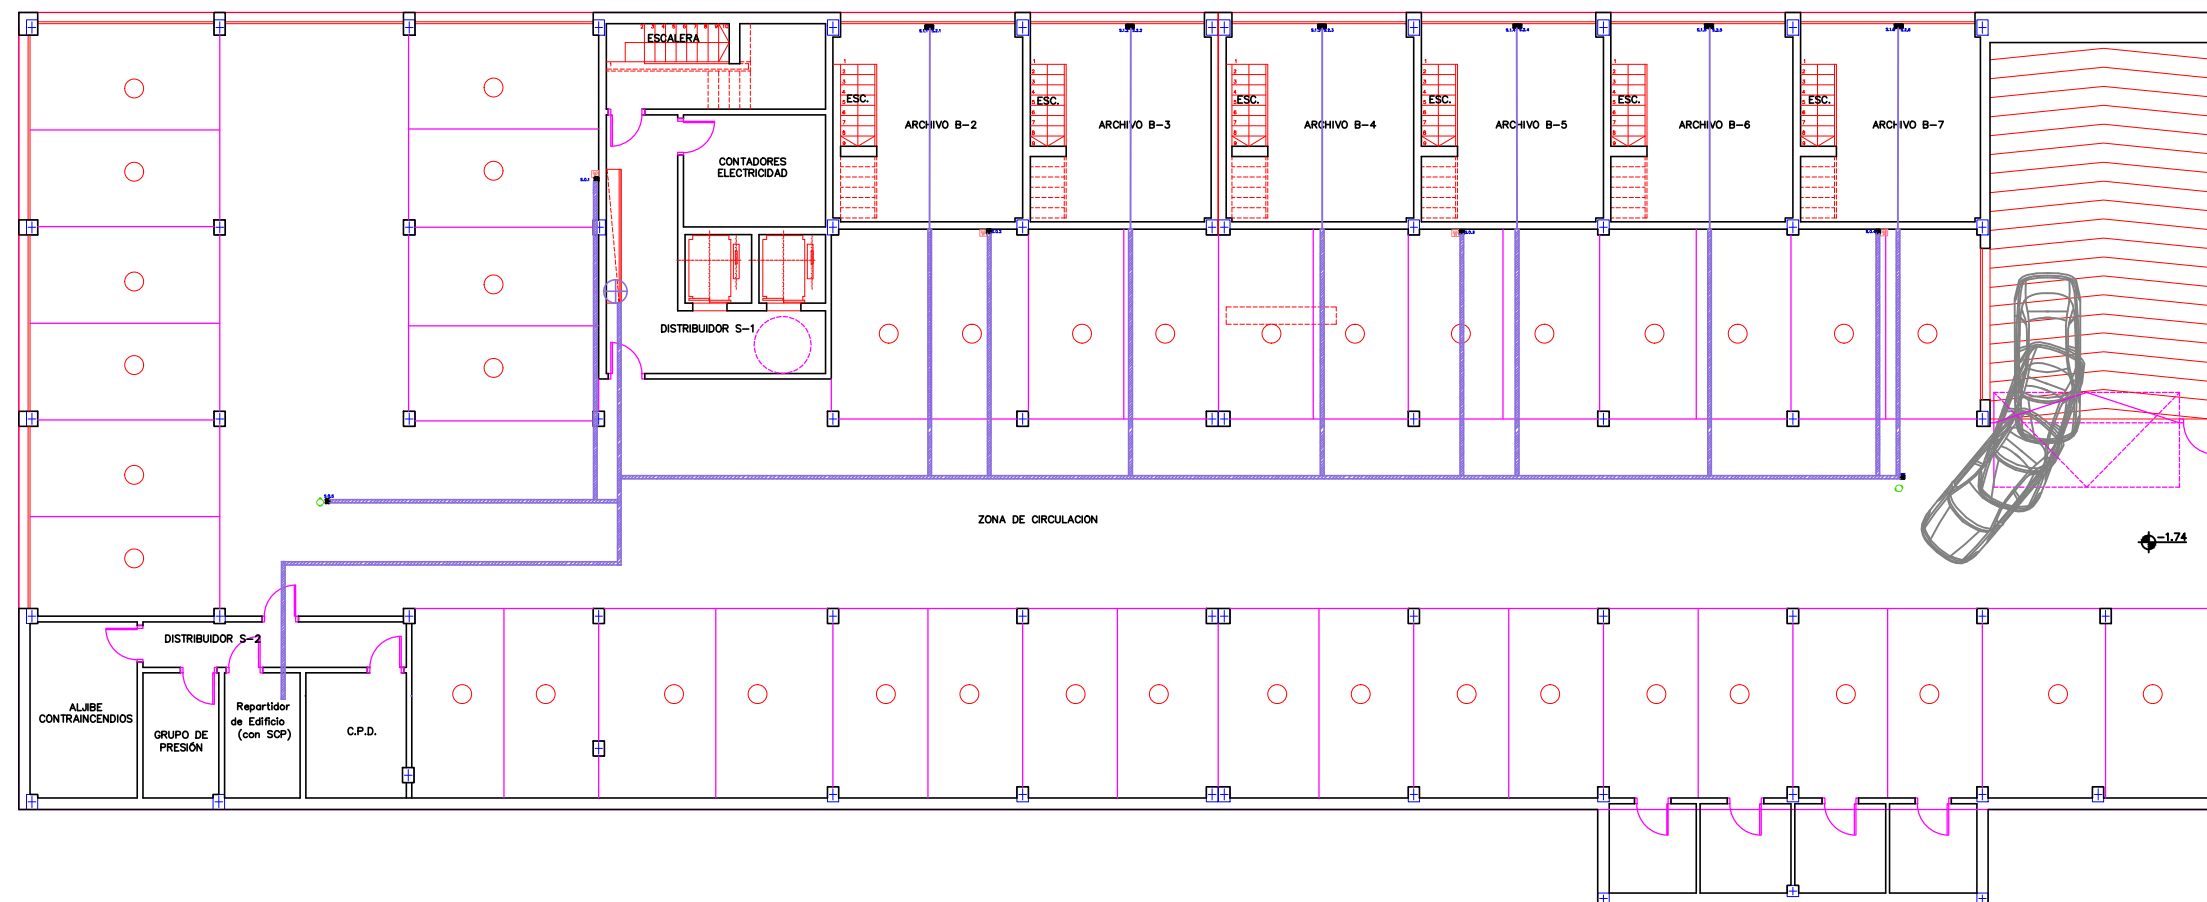 ESCALERA
ESC.
ESC.
ESC.
ESC.
ESC.
ESC.
ARCHIVO B-2
ARCHIVO B-3
ARCHIVO B-4
ARCHIVO B-5
ARCHIVO B-6
ARCHIVO B-7
CONTADORES
ELECTRICIDAD
DISTRIBUIDOR S-1
ZONA DE CIRCULACION
-1.74
DISTRIBUIDOR S-2
ALJIBE
CONTRAINCENDIOS
GRUPO DE
PRESIÓN
Repartidor
de Edificio
(con SCP)
C.P.D.